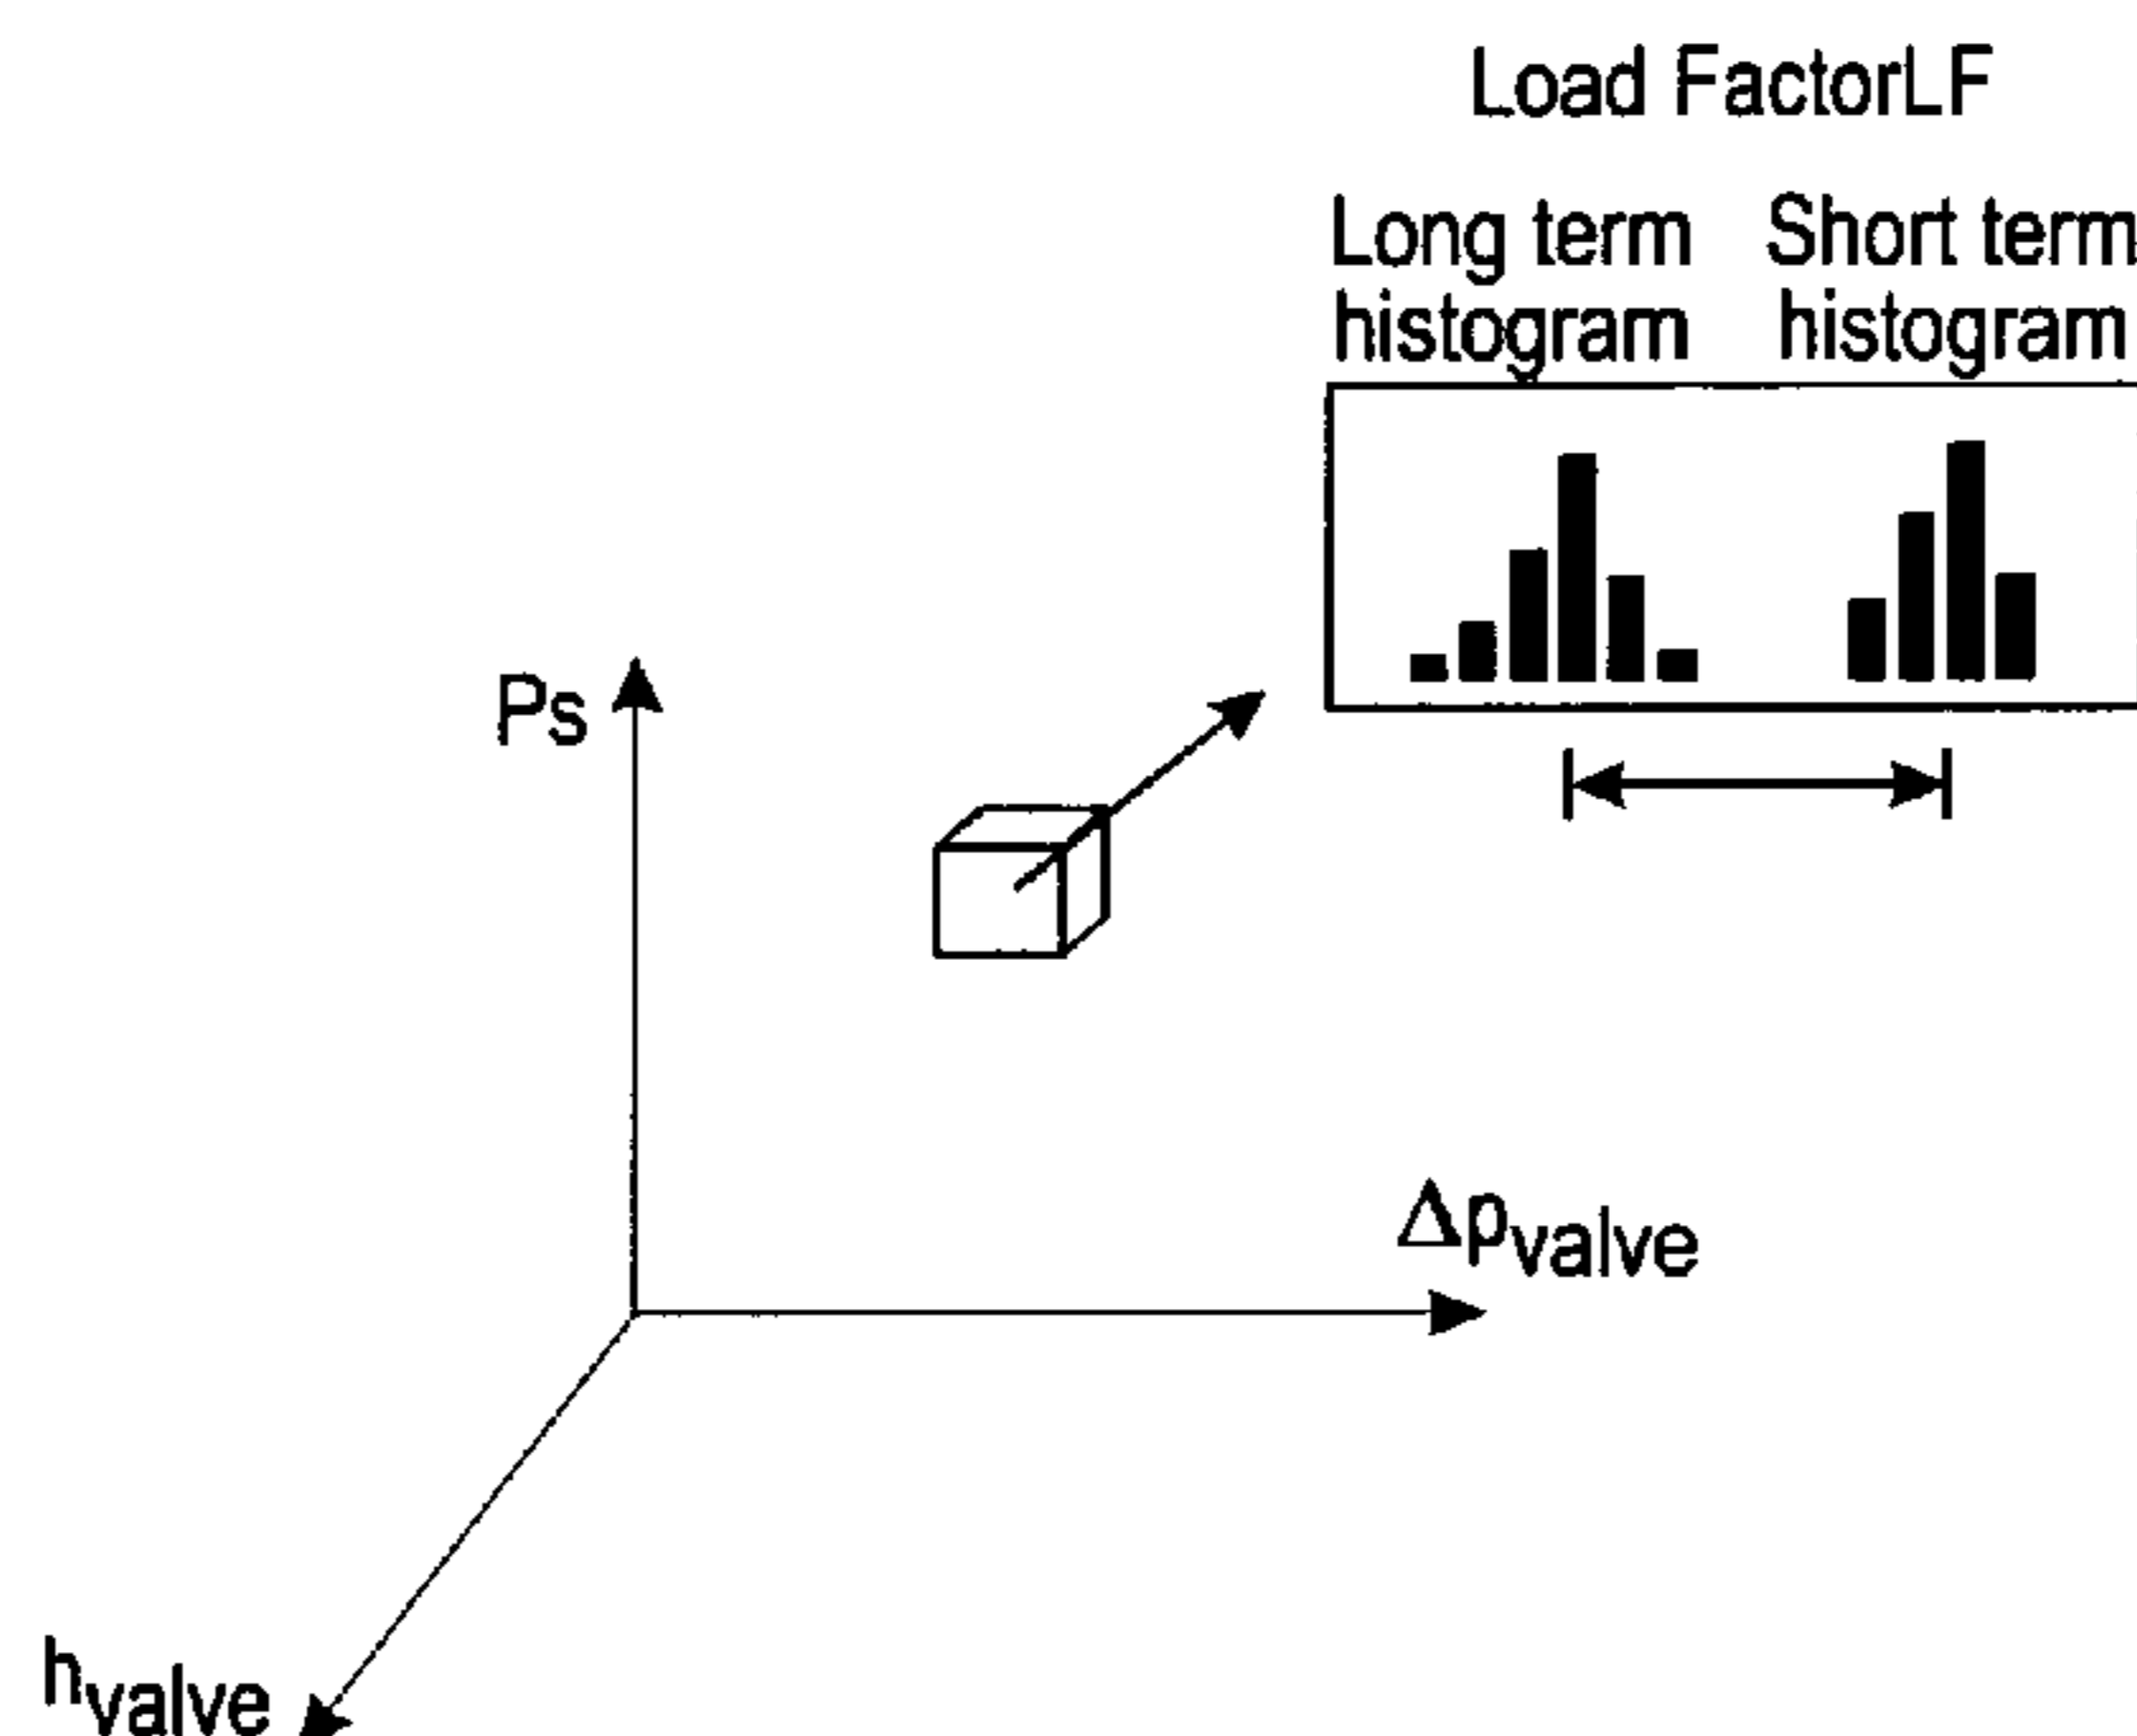 Load FactorLF
Long term Short term
histogram histogram
Ps
Δpvalve
hvalve